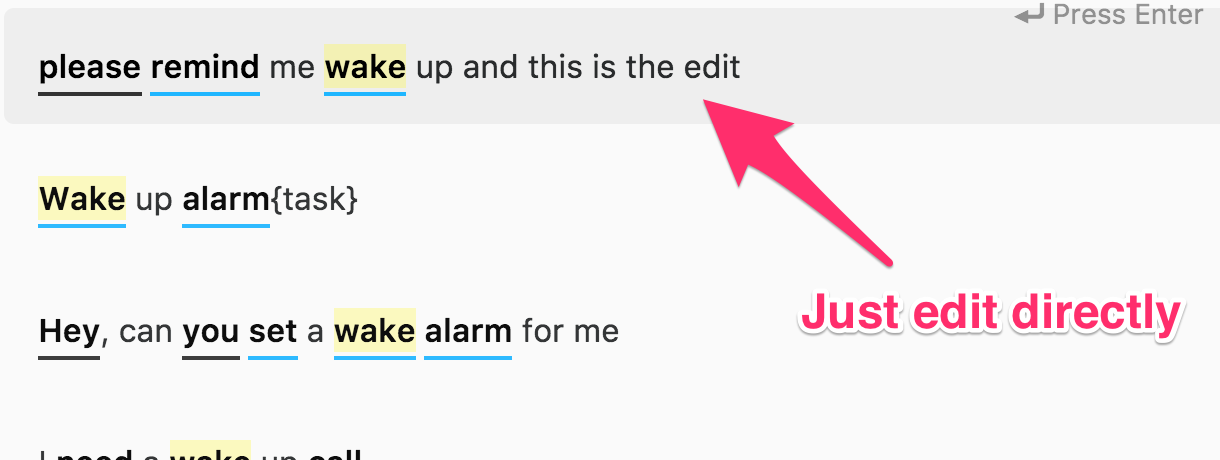 Press Enter
please remind me wake up and this is the edit
Wake up alarm{task}
Just edit directly
Hey, can you set a wake alarm for me
I need a wake up call